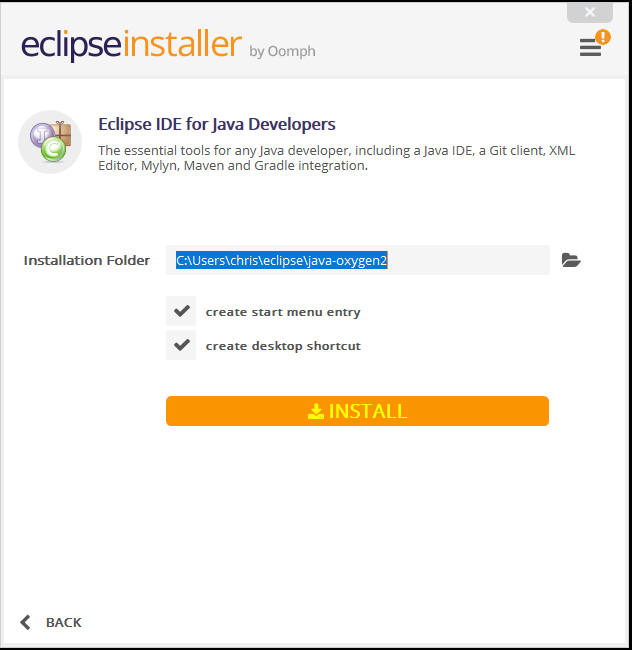 eclipseinstaller by Oomph
Eclipse IDE for Java Developers
The essential tools for any Java developer, including a Java IDE, a Git client, XML
Editor, Mylyn, Maven and Gradle integration.
Installation Folder C:\Users\chris\eclipse\java-oxygen2
create start menu entry
create desktop shortcut
INSTALL
BACK